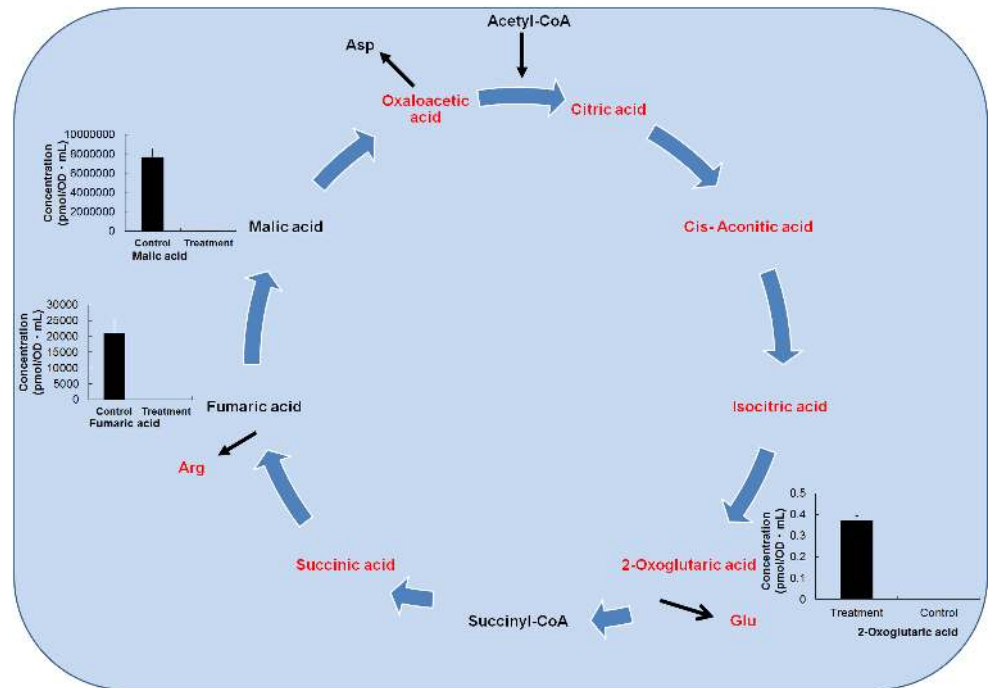 Acetyl-CoA
Asp
Oxaloacetic
acid
Citric acid
Concentration
(pmol/OD・mL)
10000000
8000000
6000000
4000000
2000000
0
Control Treatment
Malic acid
Malic acid
Cis- Aconitic acid
Concentration
(pmol/OD・mL)
30000
25000
20000
15000
10000
5000
0
Control Treatment
Fumaric acid
Fumaric acid
Isocitric acid
Arg
Succinic acid
2-Oxoglutaric acid
Succinyl-CoA
Glu
Concentration
(pmol/OD・mL)
0.5
0.4
0.3
0.2
0.1
0
Treatment Control
2-Oxoglutaric acid